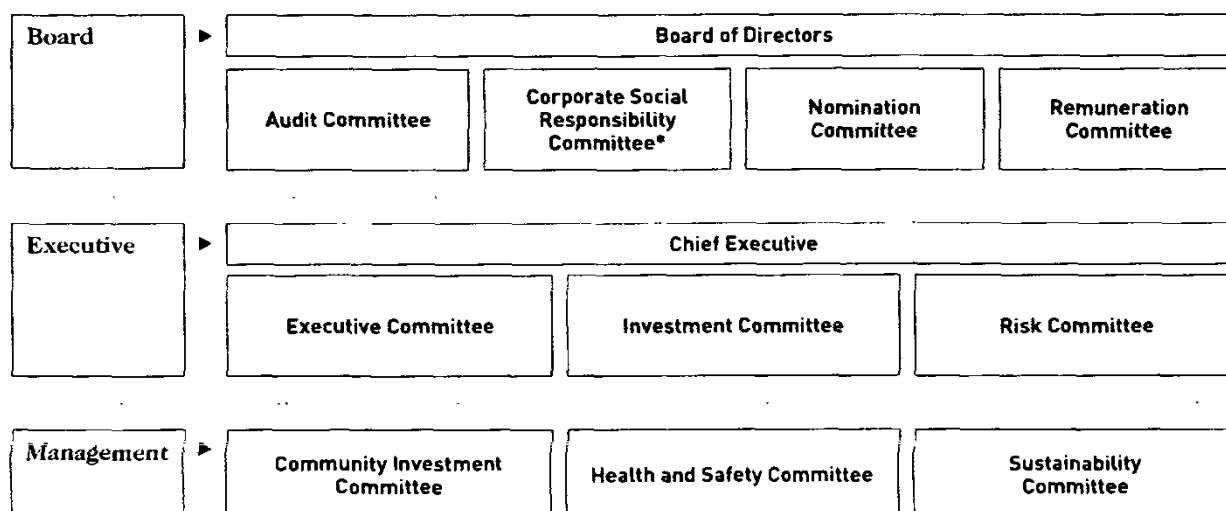 Board
Board of Directors
Audit Committee
Corporate Social
Responsibility
Committee*
Nomination
Committee
Remuneration
Committee
Executive
Chief Executive
Executive Committee
Investment Committee
Risk Committee
Management
Community Investment
Committee
Health and Safety Committee
Sustainability
Committee